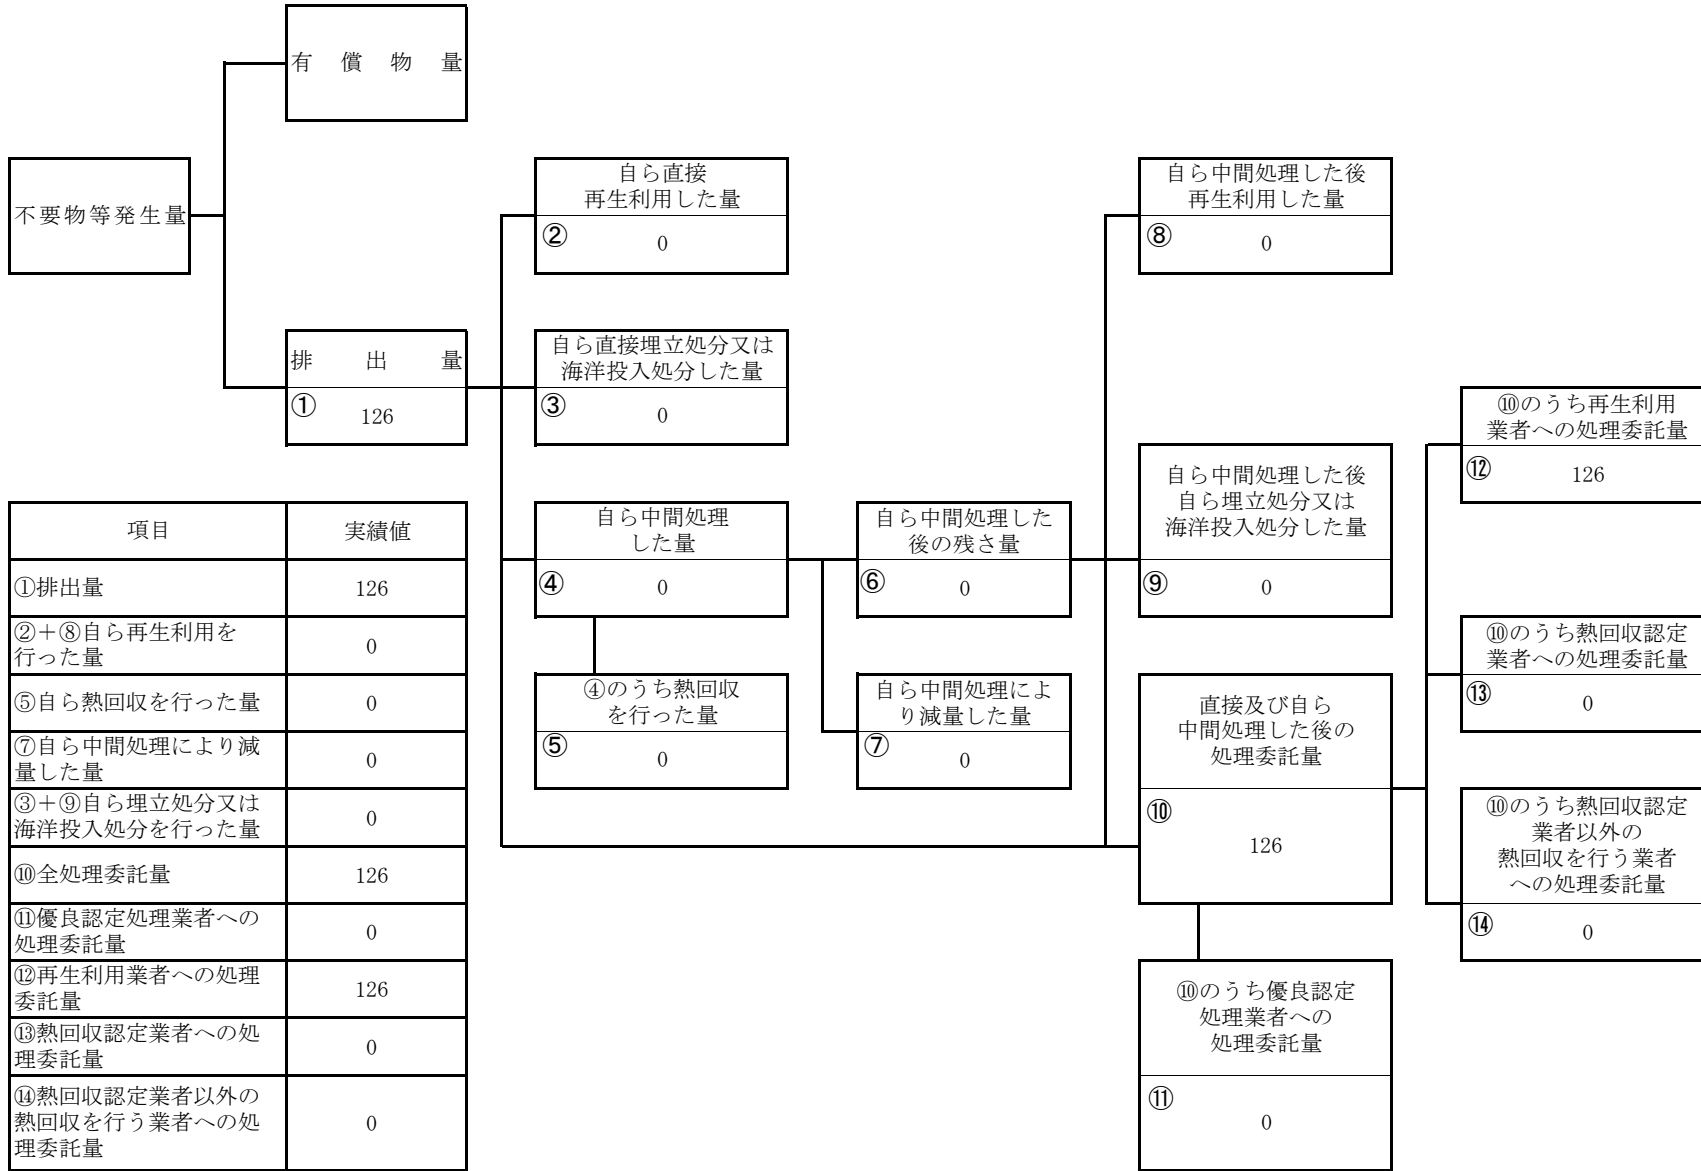 有償物量
不要物等発生量
排出量
① 126
自ら直接
再生利用した量
② 0
自ら直接埋立処分又は
海洋投入処分した量
③ 0
自ら中間処理
した量
④ 0
④のうち熱回収
を行った量
⑤ 0
自ら中間処理した
後の残さ量
⑥ 0
自ら中間処理によ
り減量した量
⑦ 0
自ら中間処理した後
再生利用した量
⑧ 0
自ら中間処理した後
自ら埋立処分又は
海洋投入処分した量
⑨ 0
直接及び自ら
中間処理した後の
処理委託量
⑩
126
⑩のうち優良認定
処理業者への
処理委託量
⑪
0
⑩のうち再生利用
業者への処理委託量
⑫ 126
⑩のうち熱回収認定
業者への処理委託量
⑬ 0
⑩のうち熱回収認定
業者以外の
熱回収を行う業者
への処理委託量
⑭ 0
項目 実績値
①排出量 126
②＋⑧自ら再生利用を
行った量 0
⑤自ら熱回収を行った量 0
⑦自ら中間処理により減
量した量 0
③＋⑨自ら埋立処分又は
海洋投入処分を行った量 0
⑩全処理委託量 126
⑪優良認定処理業者への
処理委託量 0
⑫再生利用業者への処理
委託量 126
⑬熱回収認定業者への処
理委託量 0
⑭熱回収認定業者以外の
熱回収を行う業者への処
理委託量 0